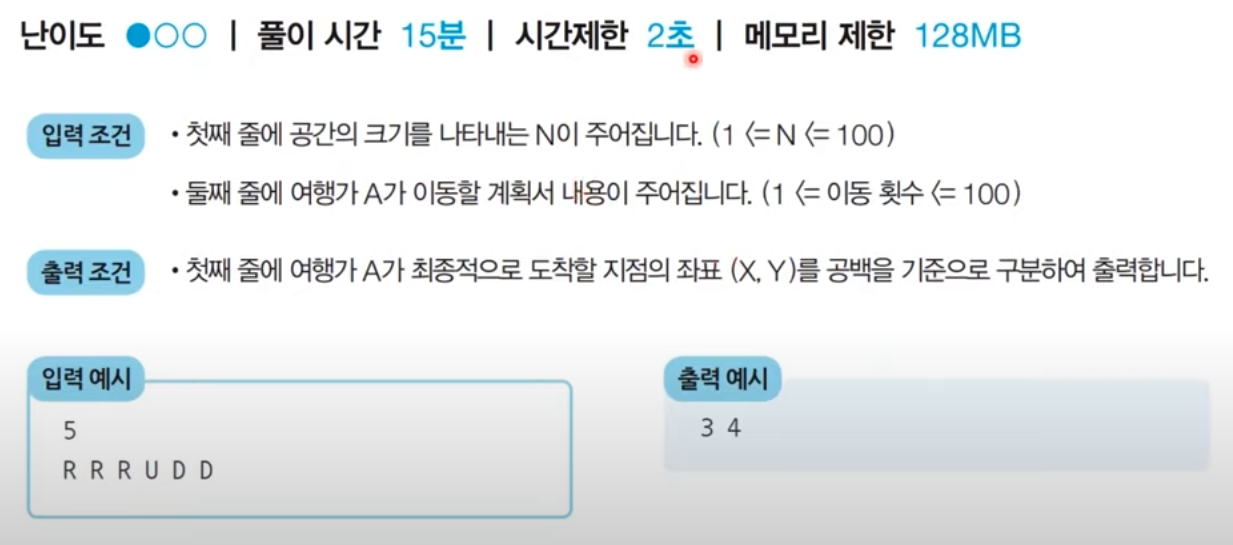 난이도 ●○○ | 풀이 시간 15분 | 시간제한 2초 | 메모리 제한 128MB
입력 조건 • 첫째 줄에 공간의 크기를 나타내는 N이 주어집니다. (1 <= N <= 100)
• 둘째 줄에 여행가 A가 이동할 계획서 내용이 주어집니다. (1 <= 이동 횟수 <= 100)
출력 조건 • 첫째 줄에 여행가 A가 최종적으로 도착할 지점의 좌표 (X, Y)를 공백을 기준으로 구분하여 출력합니다.
입력 예시
5
R R R U D D
출력 예시
3 4